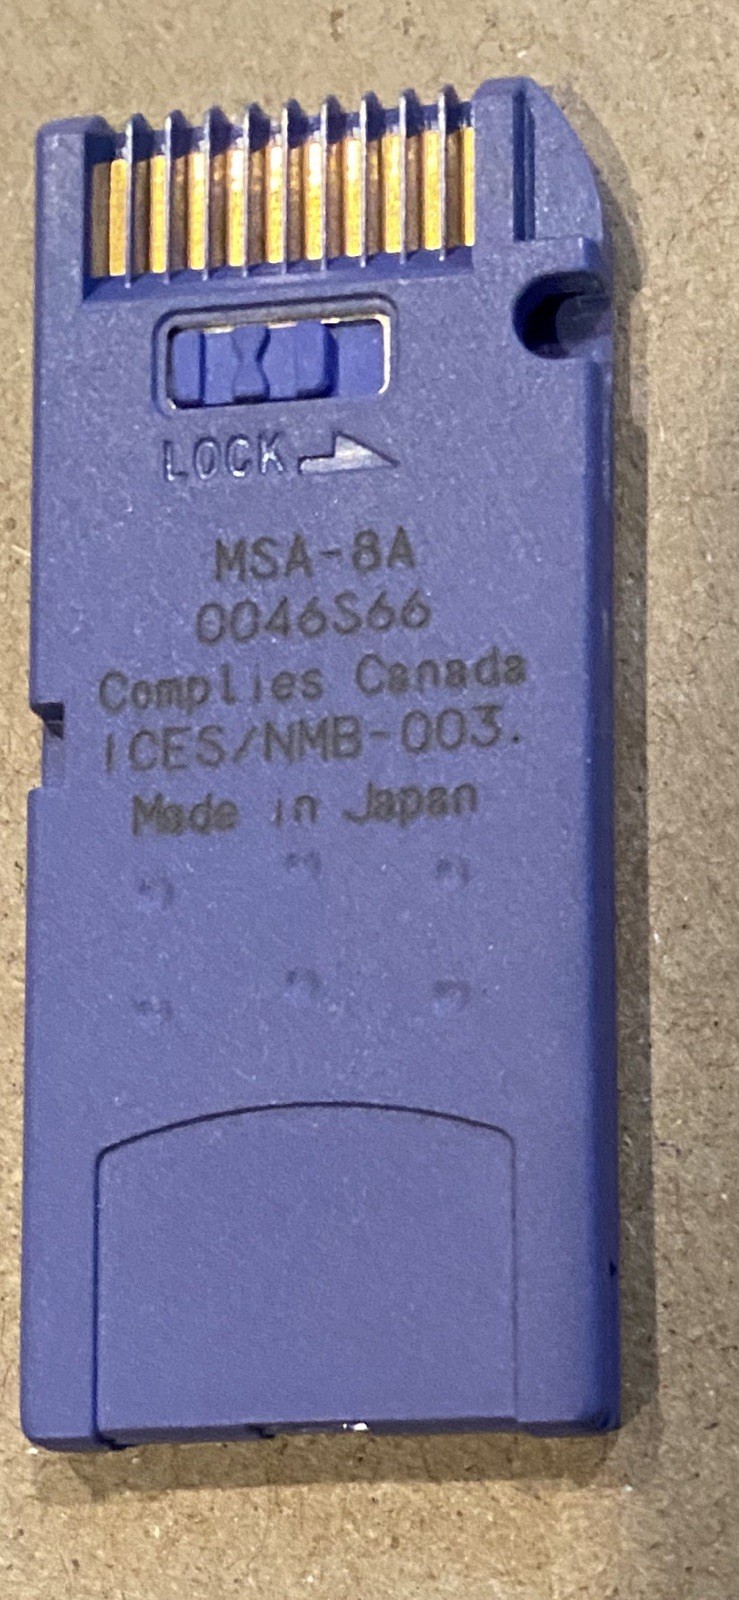 LOCK
MSA-8A
0046S66
Complies Canada
ICES/NMB-003.
Made in Japan